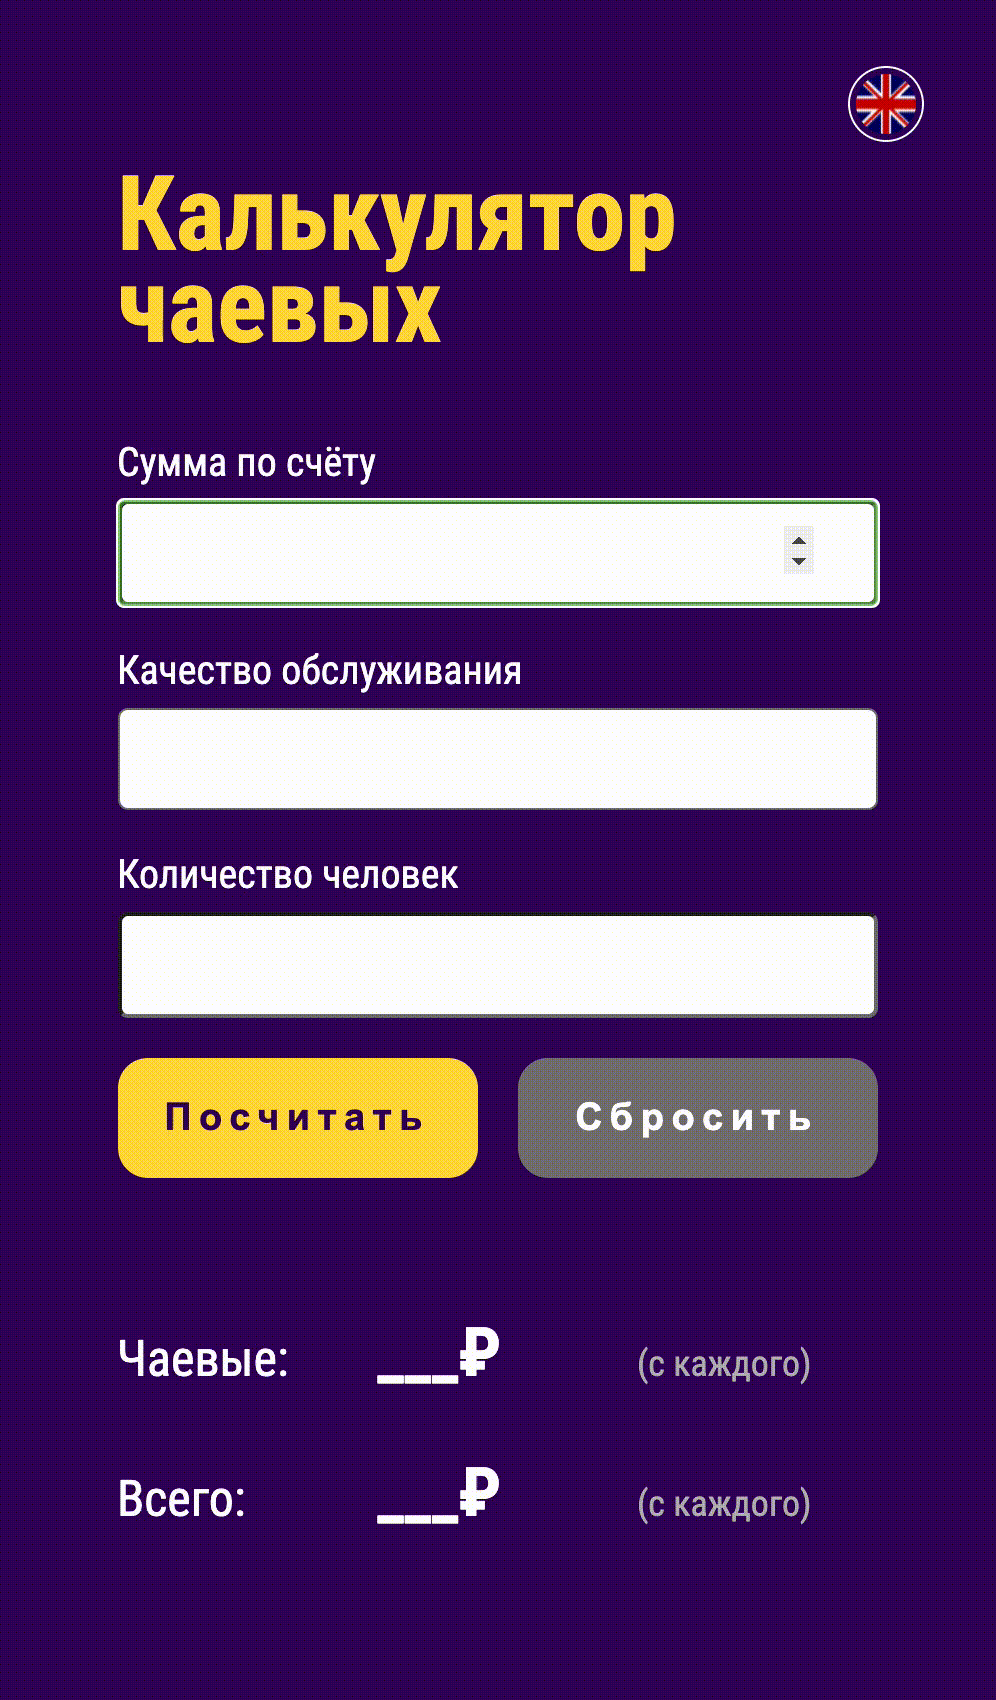 Калькулятор
чаевых
Сумма по счёту
Качество обслуживания
Количество человек
Посчитать Сбросить
Чаевые: ___₽ (с каждого)
Всего: ___₽ (с каждого)